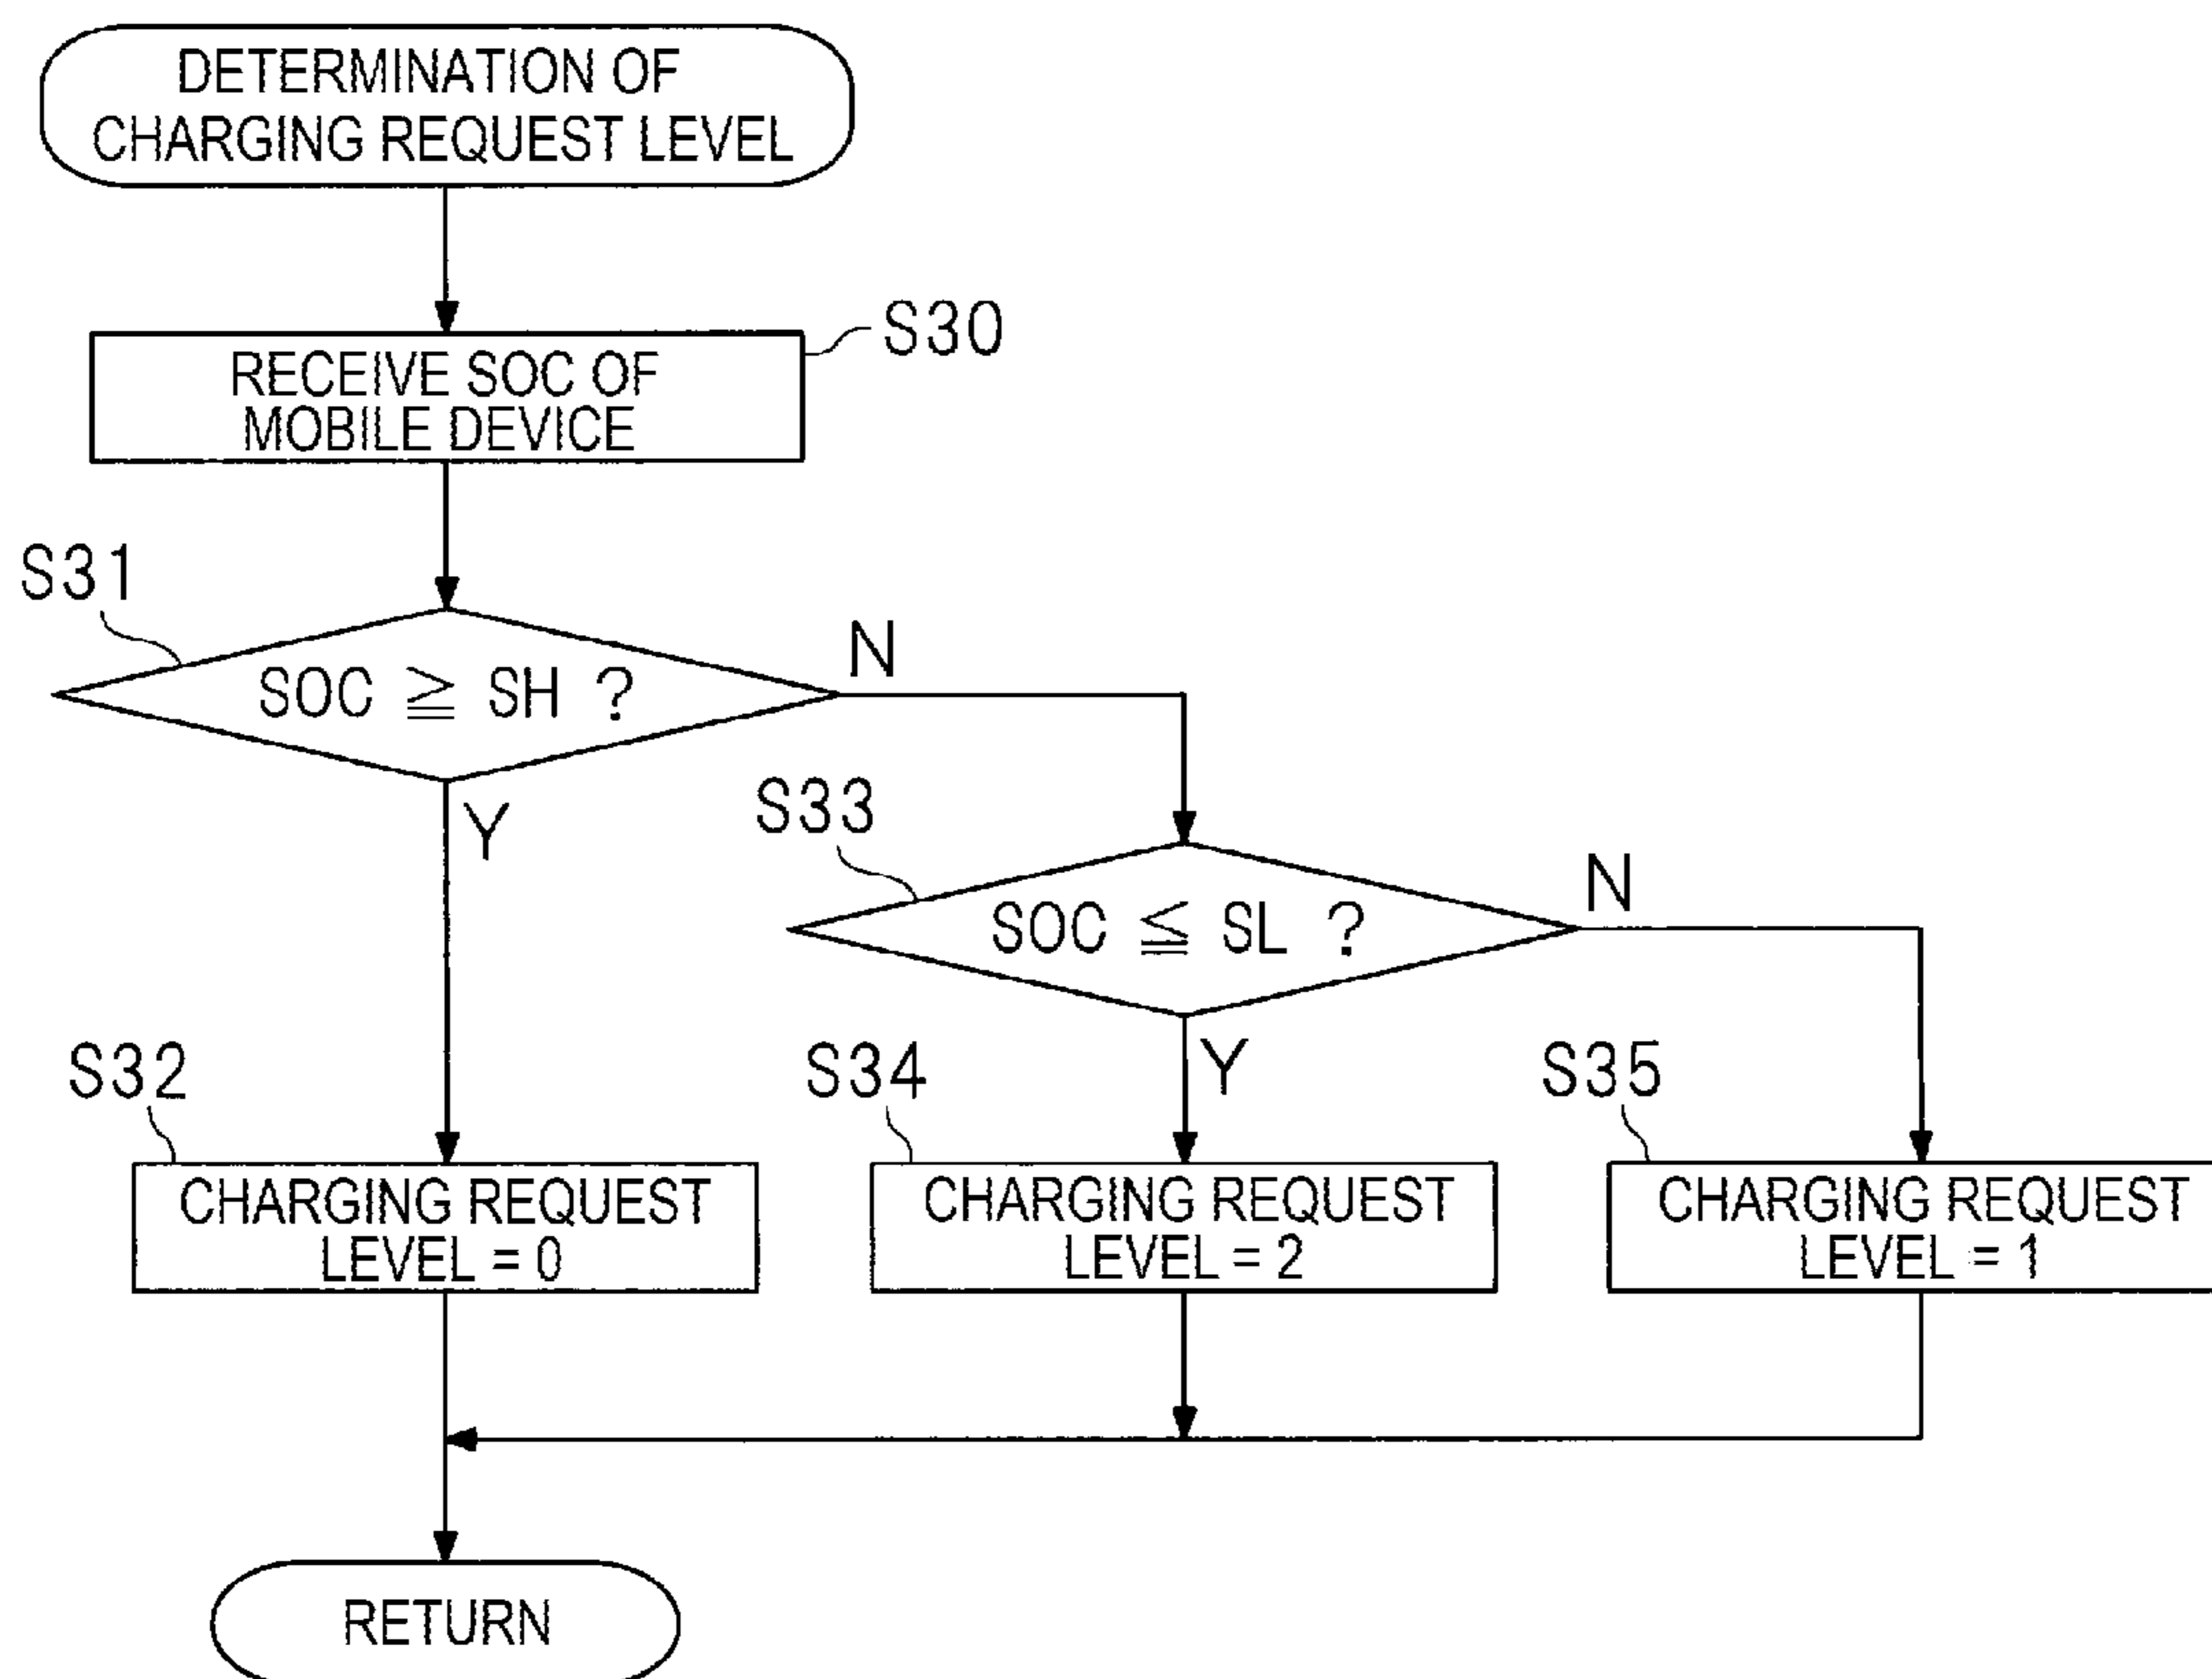 DETERMINATION OF
CHARGING REQUEST LEVEL
S30
RECEIVE SOC OF
MOBILE DEVICE
S31
SOC ≧ SH ?
N
Y
S33
SOC ≦ SL ?
N
Y
S32
CHARGING REQUEST
LEVEL = 0
S34
CHARGING REQUEST
LEVEL = 2
S35
CHARGING REQUEST
LEVEL = 1
RETURN